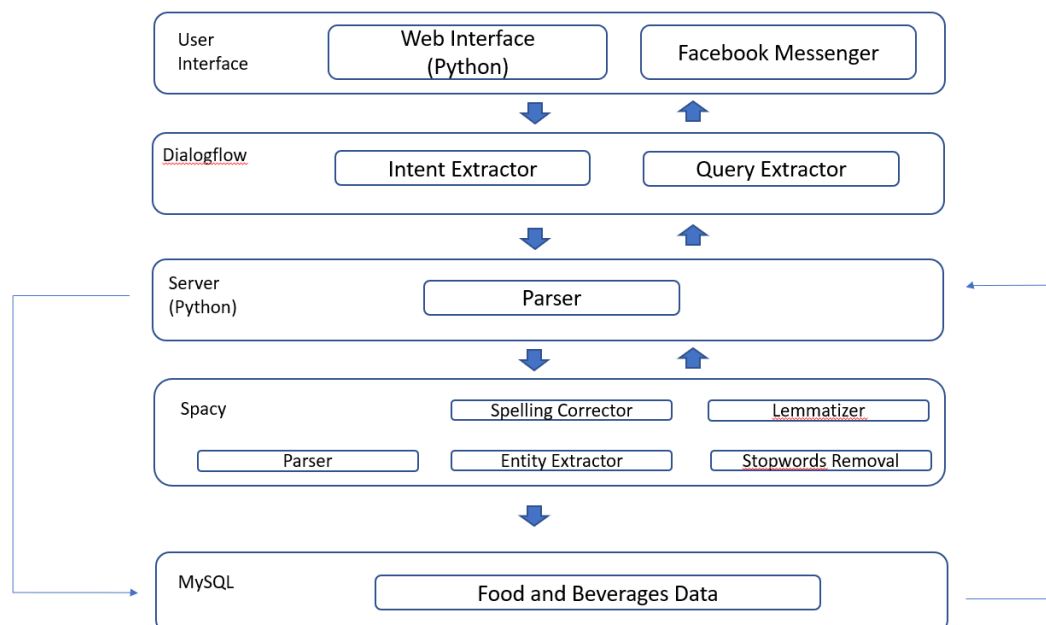 User
Interface
Web Interface
(Python)
Facebook Messenger
Dialogflow
Intent Extractor
Query Extractor
Server
(Python)
Parser
Spacy
Spelling Corrector
Lemmatizer
Parser
Entity Extractor
Stopwords Removal
MySQL
Food and Beverages Data